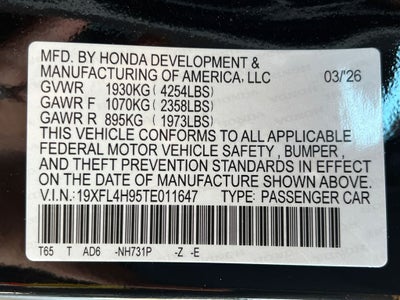 MFD. BY HONDA DEVELOPMENT &
MANUFACTURING OF AMERICA, LLC 03/'26
GVWR 1930KG ( 4254LBS)
GAWR F 1070KG ( 2358LBS)
GAWR R 895KG ( 1973LBS)
THIS VEHICLE CONFORMS TO ALL APPLICABLE
FEDERAL MOTOR VEHICLE SAFETY , BUMPER,
AND THEFT PREVENTION STANDARDS IN EFFECT
ON THE DATE OF MANUFACTURE SHOWN ABOVE.
V.I.N.: 19XFL4H95TE011647 TYPE: PASSENGER CAR
T65 T AD6 -NH731P -Z -E